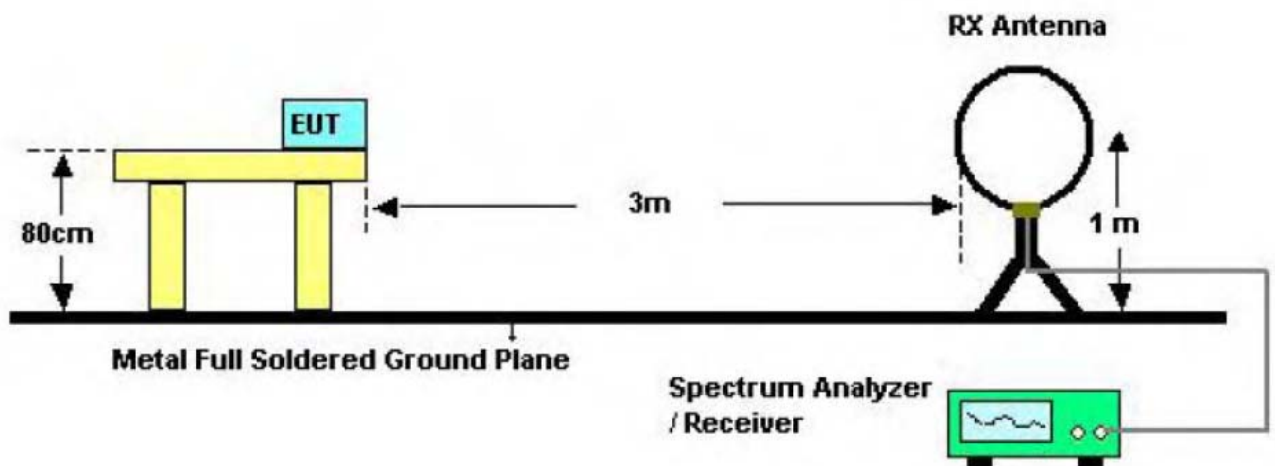 RX Antenna
EUT
3m
80cm
1 m
Metal Full Soldered Ground Plane
Spectrum Analyzer
/ Receiver